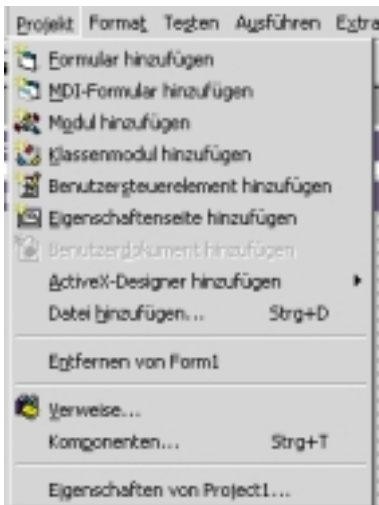 Projekt Format Testen Ausführen Extra
Formular hinzufügen
MDI-Formular hinzufügen
Modul hinzufügen
Klassenmodul hinzufügen
Benutzersteuerelement hinzufügen
Eigenschaftenseite hinzufügen
Benutzerdokument hinzufügen
ActiveX-Designer hinzufügen
Datei hinzufügen... Strg+D
Entfernen von Form1
Verweise...
Komponenten... Strg+T
Eigenschaften von Project1...